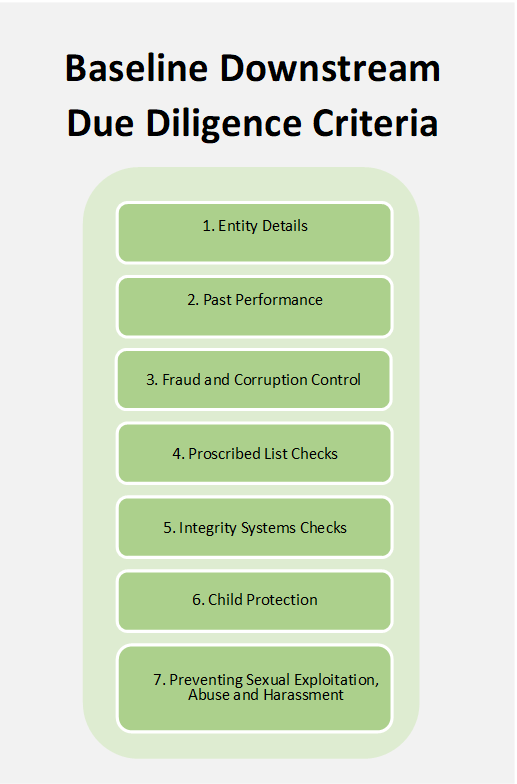 Baseline Downstream
Due Diligence Criteria
1. Entity Details
2. Past Performance
3. Fraud and Corruption Control
4. Proscribed List Checks
5. Integrity Systems Checks
6. Child Protection
7. Preventing Sexual Exploitation,
Abuse and Harassment